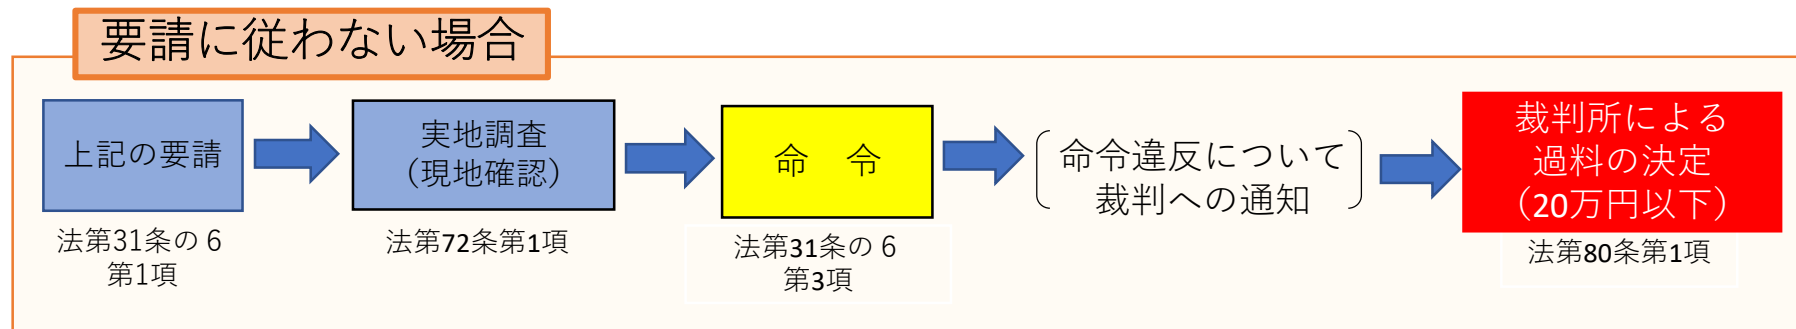 要請に従わない場合
上記の要請
法第31条の6
第1項
実地調査
(現地確認)
法第72条第1項
命　令
法第31条の6
第3項
命令違反について
裁判への通知
裁判所による
過料の決定
(20万円以下)
法第80条第1項